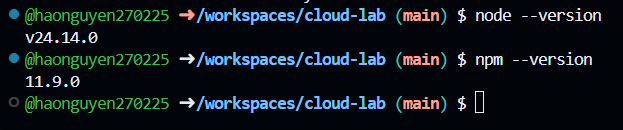 @haonguyen270225 ➜/workspaces/cloud-lab (main) $ node --version
v24.14.0
@haonguyen270225 ➜/workspaces/cloud-lab (main) $ npm --version
11.9.0
@haonguyen270225 ➜/workspaces/cloud-lab (main) $